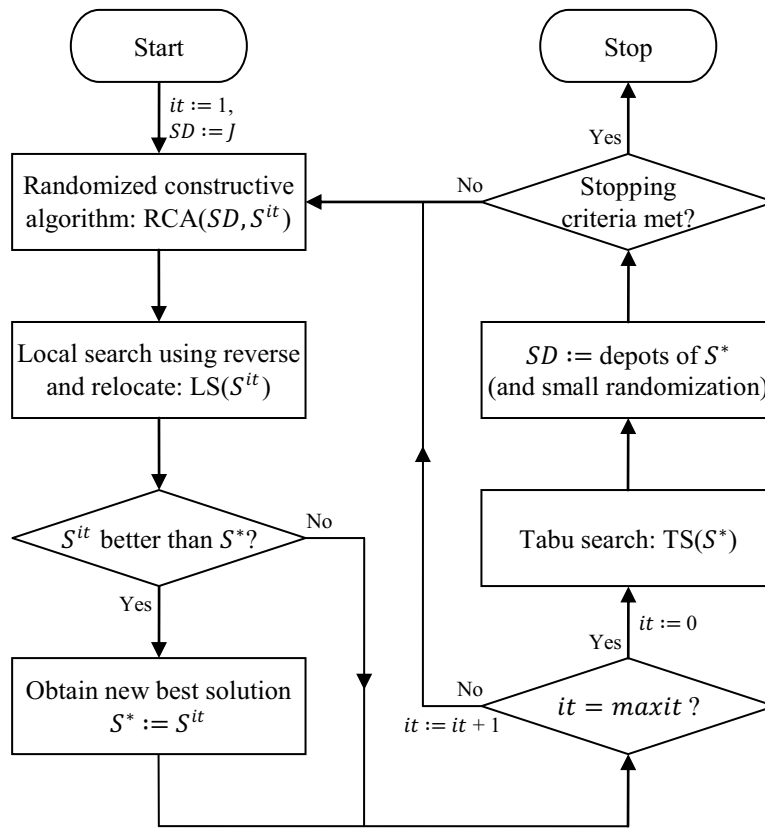 Start
it := 1,
SD := J
Randomized constructive
algorithm: RCA(SD, S^it)
Local search using reverse
and relocate: LS(S^it)
S^it better than S*?
No
Yes
Obtain new best solution
S* := S^it
Stop
Yes
No
Stopping
criteria met?
SD := depots of S*
(and small randomization)
Tabu search: TS(S*)
it := 0
Yes
No
it = maxit ?
it := it + 1